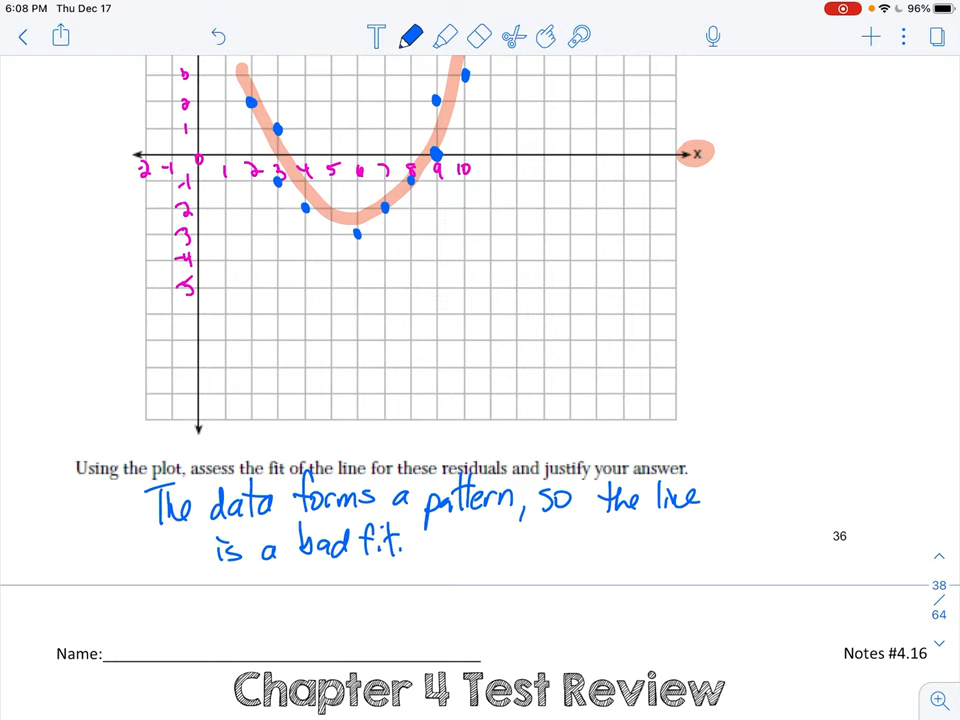 6:08 PM Thu Dec 17
96%
3
2
1
x
-2 -1 0 1 2 3 4 5 6 7 8 9 10
-1
2
3
-4
5
Using the plot, assess the fit of the line for these residuals and justify your answer.
The data forms a pattern, so the line
is a bad fit.
36
38
/
64
Name:
Notes #4.16
Chapter 4 Test Review